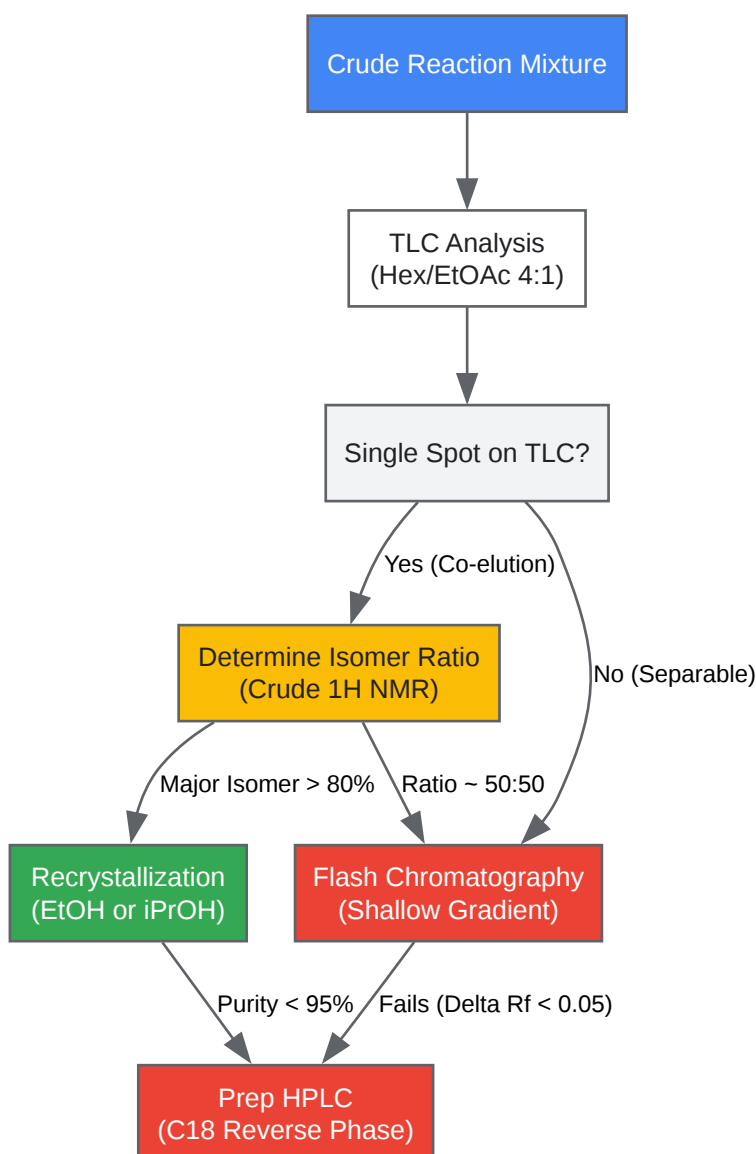 Crude Reaction Mixture
TLC Analysis
(Hex/EtOAc 4:1)
Single Spot on TLC?
Yes (Co-elution)
Determine Isomer Ratio
(Crude 1H NMR)
No (Separable)
Major Isomer > 80%
Ratio ~ 50:50
Recrystallization
(EtOH or iPrOH)
Flash Chromatography
(Shallow Gradient)
Purity < 95%
Fails (Delta Rf < 0.05)
Prep HPLC
(C18 Reverse Phase)